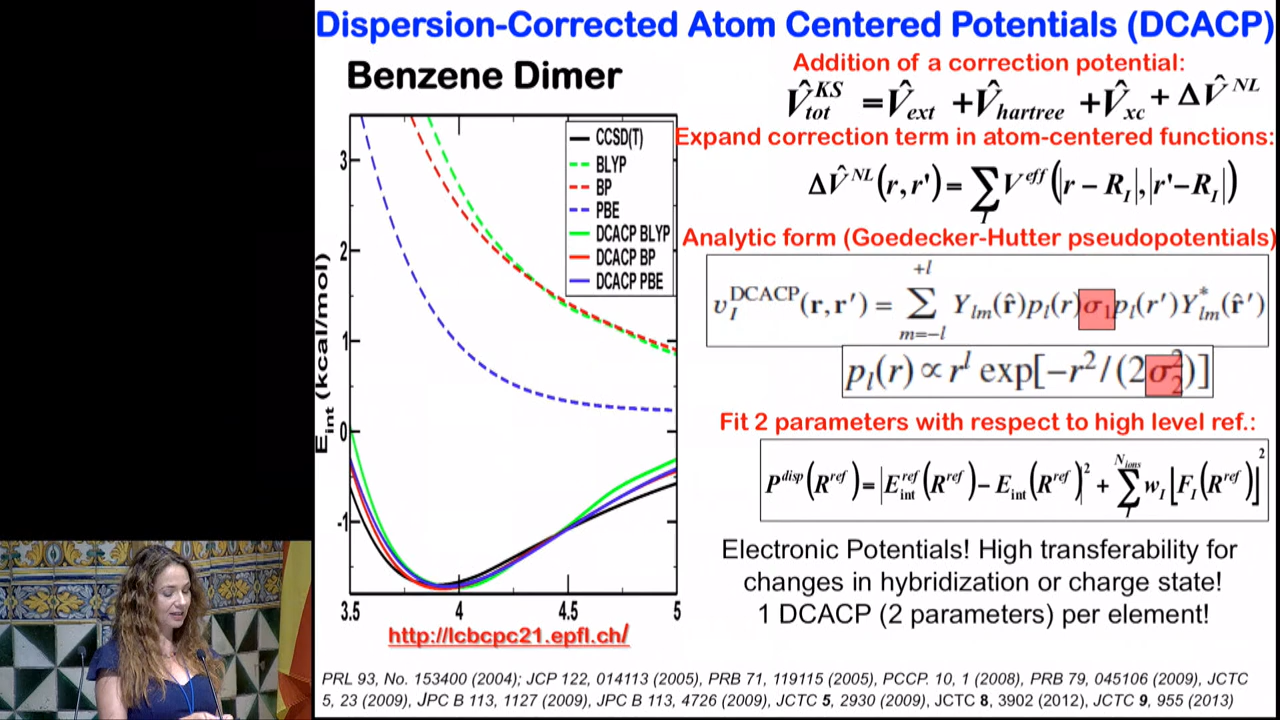 Dispersion-Corrected Atom Centered Potentials (DCACP)
Benzene Dimer
E_int (kcal/mol)
3
2
1
0
-1
3.5 4 4.5 5
CCSD(T)
BLYP
BP
PBE
DCACP BLYP
DCACP BP
DCACP PBE
http://lcbcpc21.epfl.ch/
Addition of a correction potential:
V̂_tot^KS = V̂_ext + V̂_hartree + V̂_xc + ΔV̂^NL
Expand correction term in atom-centered functions:
ΔV̂^NL(r,r') = ∑_I V^eff(|r − R_I|,|r'−R_I|)
Analytic form (Goedecker-Hutter pseudopotentials)
v_I^DCACP(r,r′) = ∑_{m=−l}^{+l} Y_lm(r̂)p_l(r)σ_1p_l(r′)Y*_lm(r̂′)
p_l(r) ∝ r^l exp[−r²/(2σ_2²)]
Fit 2 parameters with respect to high level ref.:
P^disp(R^ref) = |E_int^ref(R^ref) − E_int(R^ref)|² + ∑_I^{N_ions} w_I⌊F_I(R^ref)⌋²
Electronic Potentials! High transferability for
changes in hybridization or charge state!
1 DCACP (2 parameters) per element!
PRL 93, No. 153400 (2004); JCP 122, 014113 (2005), PRB 71, 119115 (2005), PCCP. 10, 1 (2008), PRB 79, 045106 (2009), JCTC
5, 23 (2009), JPC B 113, 1127 (2009), JPC B 113, 4726 (2009), JCTC 5, 2930 (2009), JCTC 8, 3902 (2012), JCTC 9, 955 (2013)